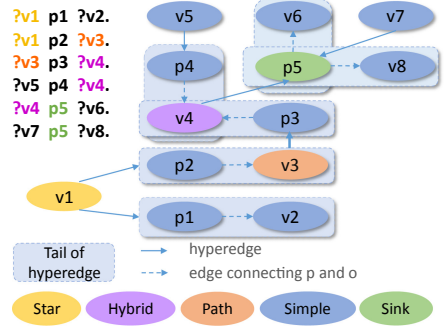 ?v1 p1 ?v2.
?v1 p2 ?v3.
?v3 p3 ?v4.
?v5 p4 ?v4.
?v4 p5 ?v6.
?v7 p5 ?v8.
v5 v6 v7
p4 p5 v8
v4 p3
p2 v3
v1
p1 v2
Tail of
hyperedge
hyperedge
edge connecting p and o
Star Hybrid Path Simple Sink